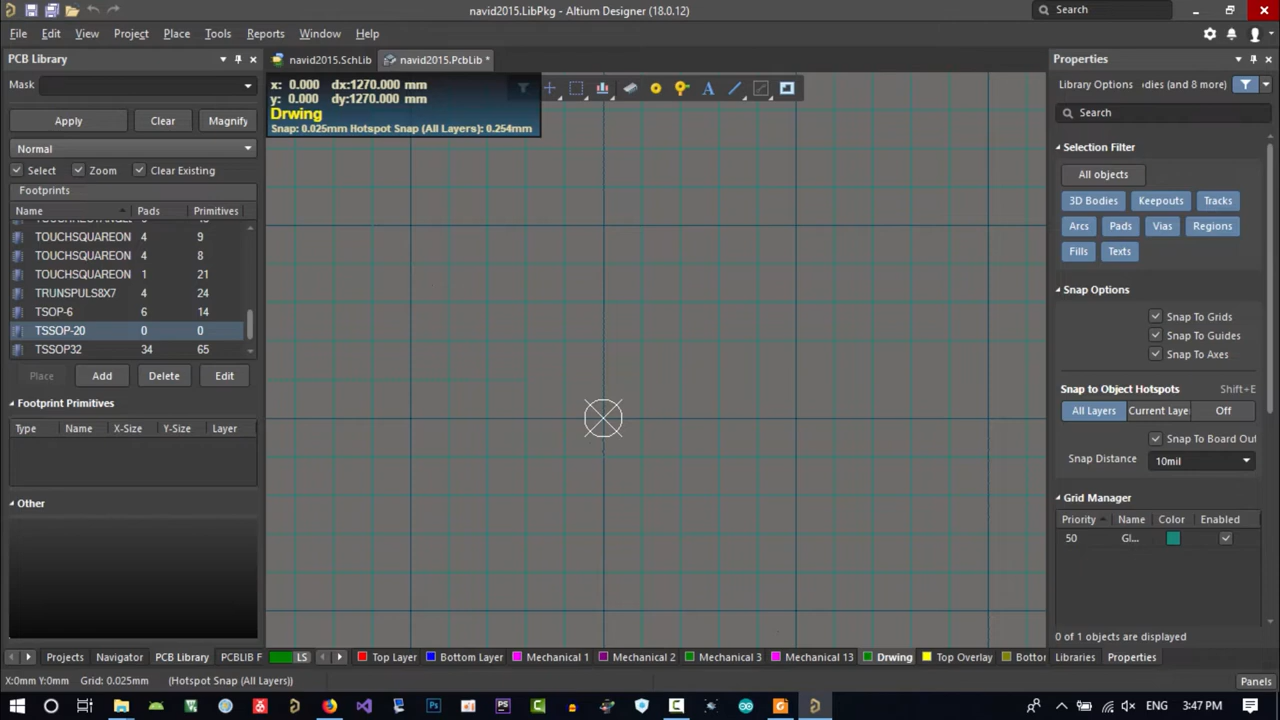 navid2015.LibPkg - Altium Designer (18.0.12)
Search
File Edit View Project Place Tools Reports Window Help
PCB Library
navid2015.SchLib
navid2015.PcbLib *
Properties
Mask
x: 0.000 dx:1270.000 mm
y: 0.000 dy:1270.000 mm
Drwing
Snap: 0.025mm Hotspot Snap (All Layers): 0.254mm
Library Options
dies (and 8 more)
Search
Apply
Clear
Magnify
Normal
Select
Zoom
Clear Existing
Footprints
Name Pads Primitives
TOUCHSQUAREON 4 9
TOUCHSQUAREON 4 8
TOUCHSQUAREON 1 21
TRUNSPULS8X7 4 24
TSOP-6 6 14
TSSOP-20 0 0
TSSOP32 34 65
Place
Add
Delete
Edit
Footprint Primitives
Type Name X-Size Y-Size Layer
Other
Selection Filter
All objects
3D Bodies Keepouts Tracks
Arcs Pads Vias Regions
Fills Texts
Snap Options
Snap To Grids
Snap To Guides
Snap To Axes
Snap to Object Hotspots Shift+E
All Layers Current Laye Off
Snap To Board Out
Snap Distance 10mil
Grid Manager
Priority Name Color Enabled
50 Gl...
0 of 1 objects are displayed
Projects Navigator PCB Library PCBLIB F
LS
Top Layer Bottom Layer Mechanical 1 Mechanical 2 Mechanical 3 Mechanical 13 Drwing Top Overlay Bottor
Libraries Properties
X:0mm Y:0mm Grid: 0.025mm (Hotspot Snap (All Layers))
Panels
ENG
3:47 PM